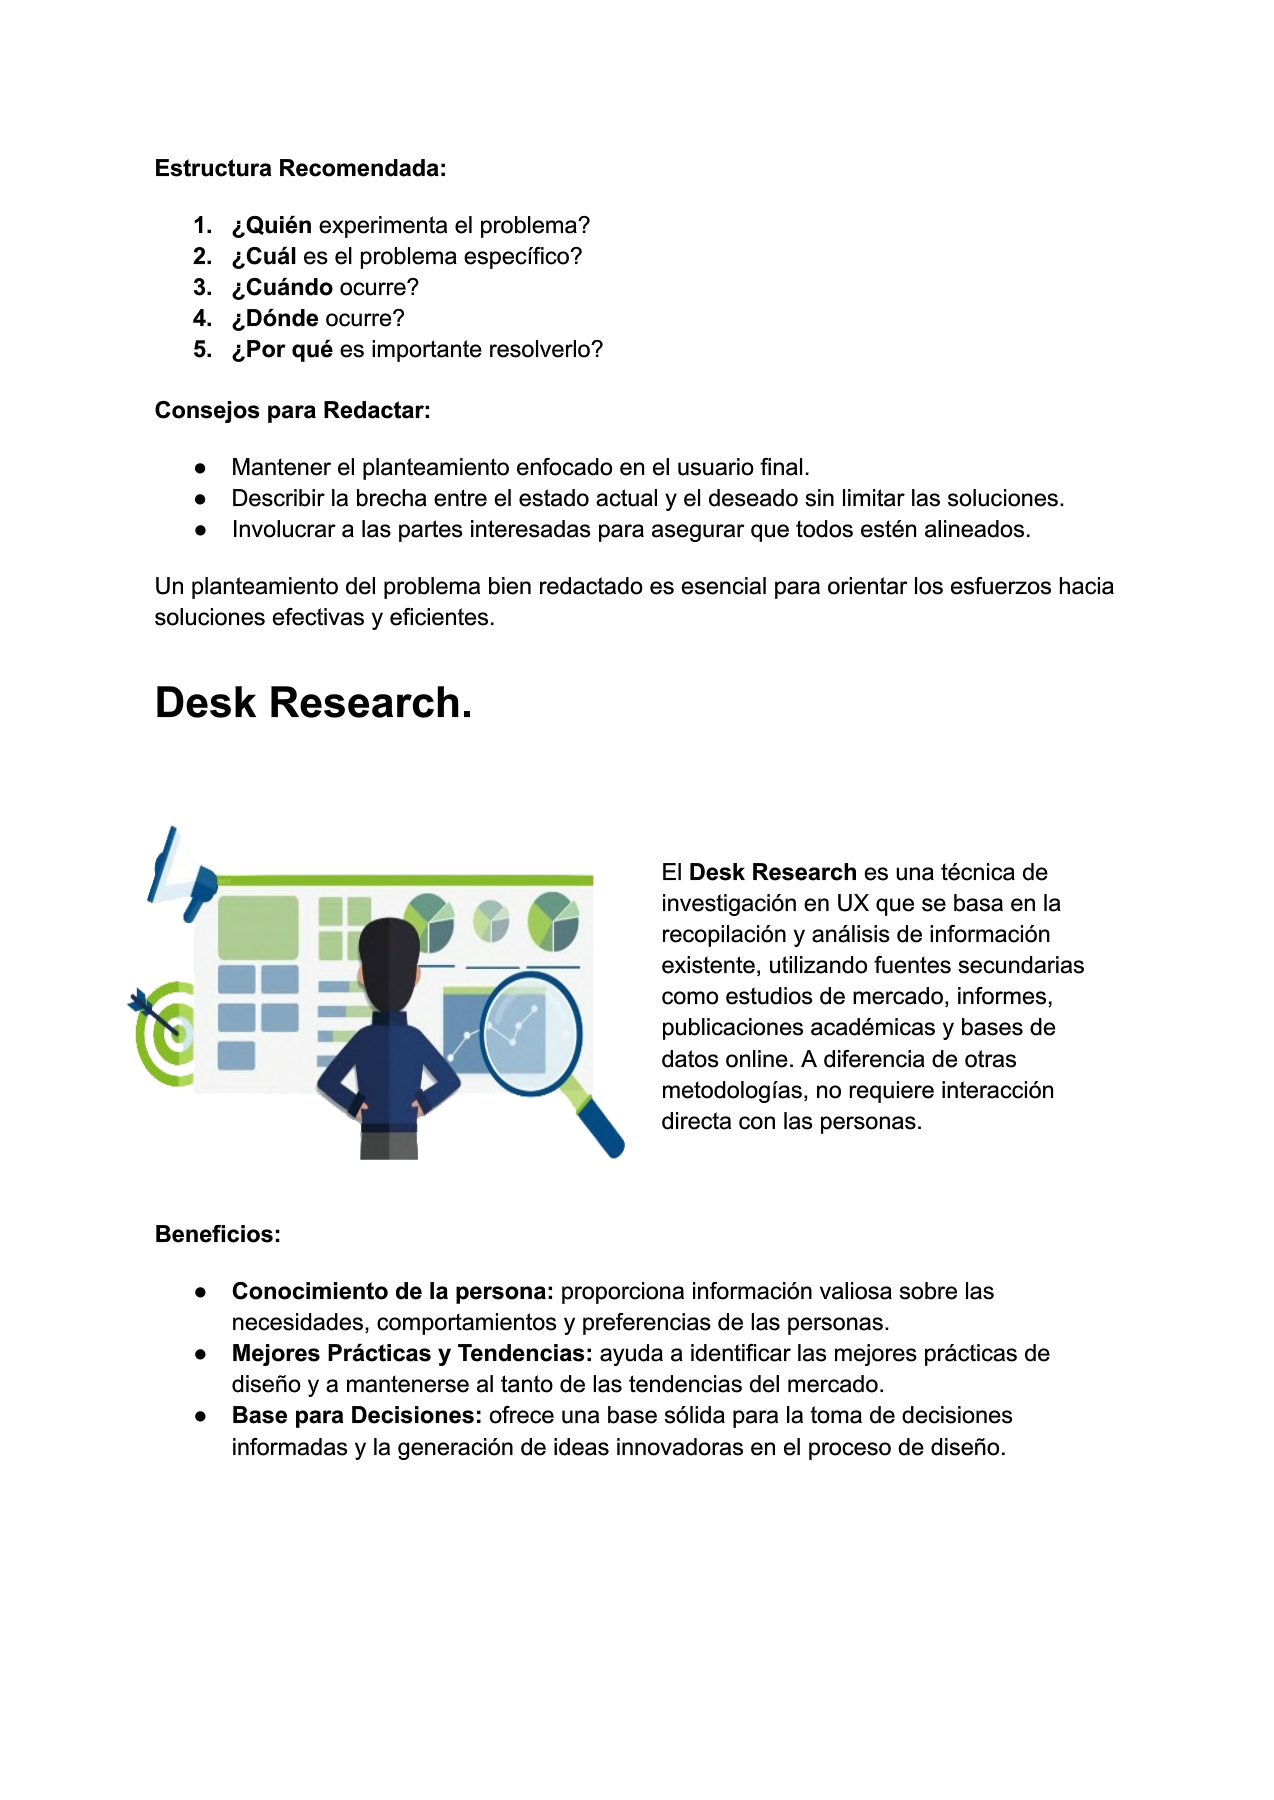 Estructura Recomendada:
1. ¿Quién experimenta el problema?
2. ¿Cuál es el problema específico?
3. ¿Cuándo ocurre?
4. ¿Dónde ocurre?
5. ¿Por qué es importante resolverlo?
Consejos para Redactar:
● Mantener el planteamiento enfocado en el usuario final.
● Describir la brecha entre el estado actual y el deseado sin limitar las soluciones.
● Involucrar a las partes interesadas para asegurar que todos estén alineados.
Un planteamiento del problema bien redactado es esencial para orientar los esfuerzos hacia
soluciones efectivas y eficientes.
Desk Research.
El Desk Research es una técnica de
investigación en UX que se basa en la
recopilación y análisis de información
existente, utilizando fuentes secundarias
como estudios de mercado, informes,
publicaciones académicas y bases de
datos online. A diferencia de otras
metodologías, no requiere interacción
directa con las personas.
Beneficios:
● Conocimiento de la persona: proporciona información valiosa sobre las
necesidades, comportamientos y preferencias de las personas.
● Mejores Prácticas y Tendencias: ayuda a identificar las mejores prácticas de
diseño y a mantenerse al tanto de las tendencias del mercado.
● Base para Decisiones: ofrece una base sólida para la toma de decisiones
informadas y la generación de ideas innovadoras en el proceso de diseño.